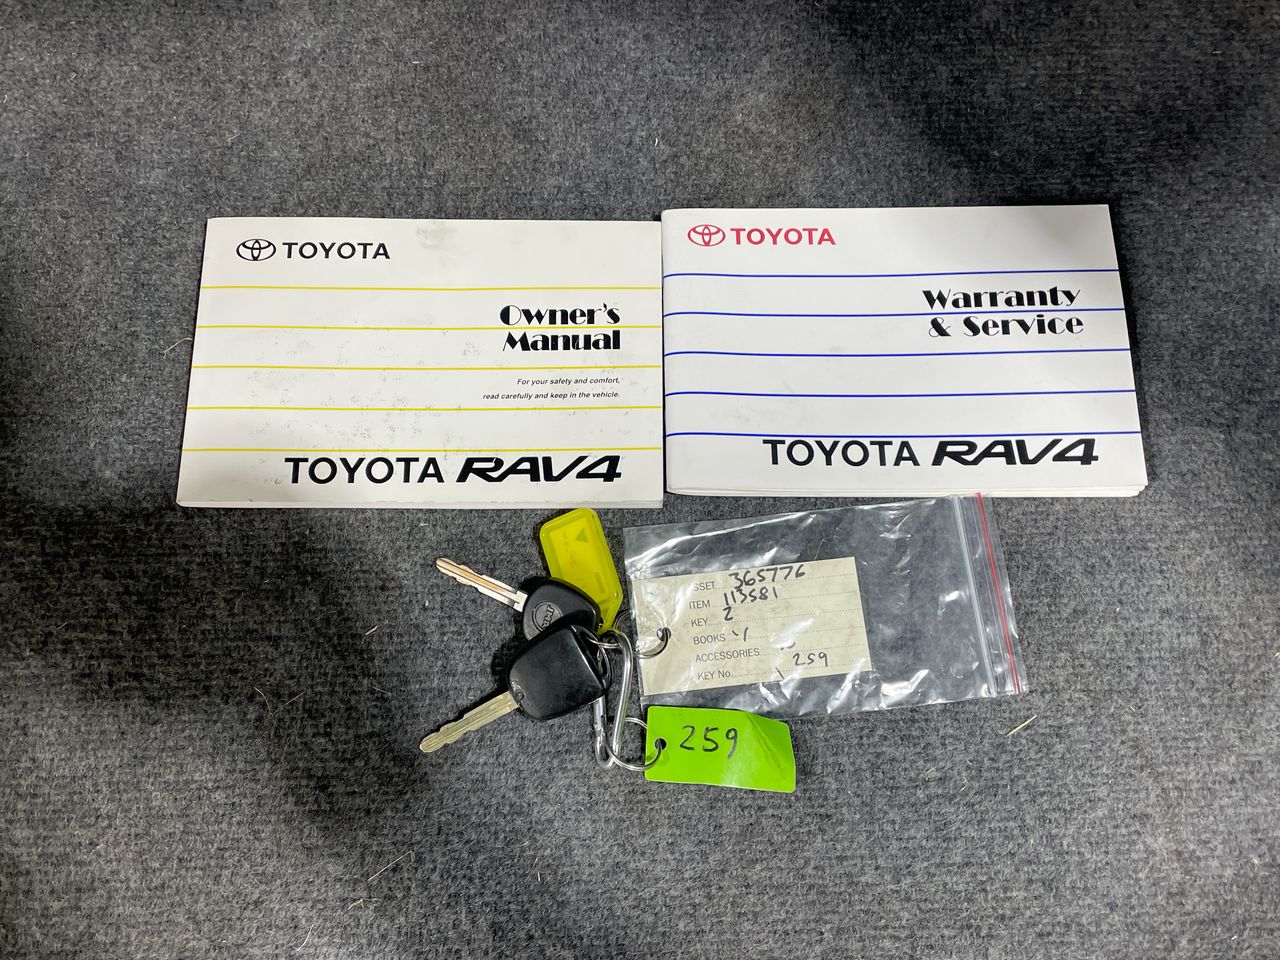 TOYOTA
Owner's
Manual
For your safety and comfort,
read carefully and keep in the vehicle.
TOYOTA RAV4
TOYOTA
Warranty
& Service
TOYOTA RAV4
SSET 365776
ITEM 113581
KEY 2
BOOKS
ACCESSORIES
KEY No. 259
259